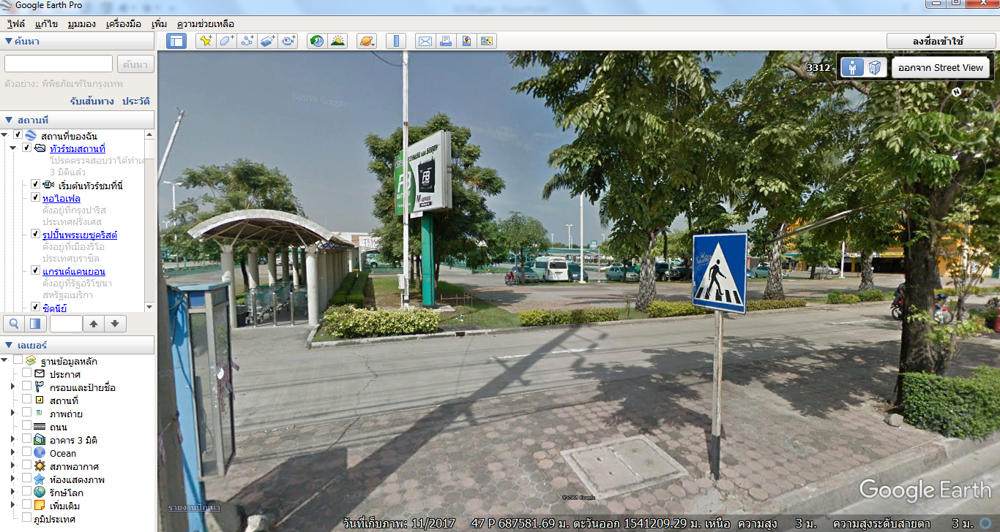 Google Earth Pro
ไฟล์ แก้ไข มุมมอง เครื่องมือ เพิ่ม ความช่วยเหลือ
ค้นหา
ลงชื่อเข้าใช้
ค้นหา
ตัวอย่าง: พิพิธภัณฑ์ในกรุงเทพ
รับเส้นทาง ประวัติ
สถานที่
สถานที่ของฉัน
ทัวร์ชมสถานที่
โปรดตรวจสอบว่าได้ทำเค
3 มิติแล้ว
เริ่มต้นทัวร์ชมที่นี่
หอไอเฟล
ตั้งอยู่ที่กรุงปารีส
ประเทศฝรั่งเศส
รูปปั้นพระเยซูคริสต์
ตั้งอยู่ที่เมืองริโอ
ประเทศบราซิล
แกรนด์แคนยอน
ตั้งอยู่ที่รัฐอริโซนา
สหรัฐอเมริกา
ซิดนีย์
เลเยอร์
ฐานข้อมูลหลัก
ประกาศ
กรอบและป้ายชื่อ
สถานที่
ภาพถ่าย
ถนน
อาคาร 3 มิติ
Ocean
สภาพอากาศ
ห้องแสดงภาพ
รักษ์โลก
เพิ่มเติม
ภูมิประเทศ
3312
ออกจาก Street View
N
©2019 Google
FB
BATTERY
M SERIES
TESCO
รายงานปัญหา
Google Earth
วันที่เก็บภาพ: 11/2017 47 P 687581.69 ม. ตะวันออก 1541209.29 ม. เหนือ ความสูง 3 ม. ความสูงระดับสายตา 3 ม.